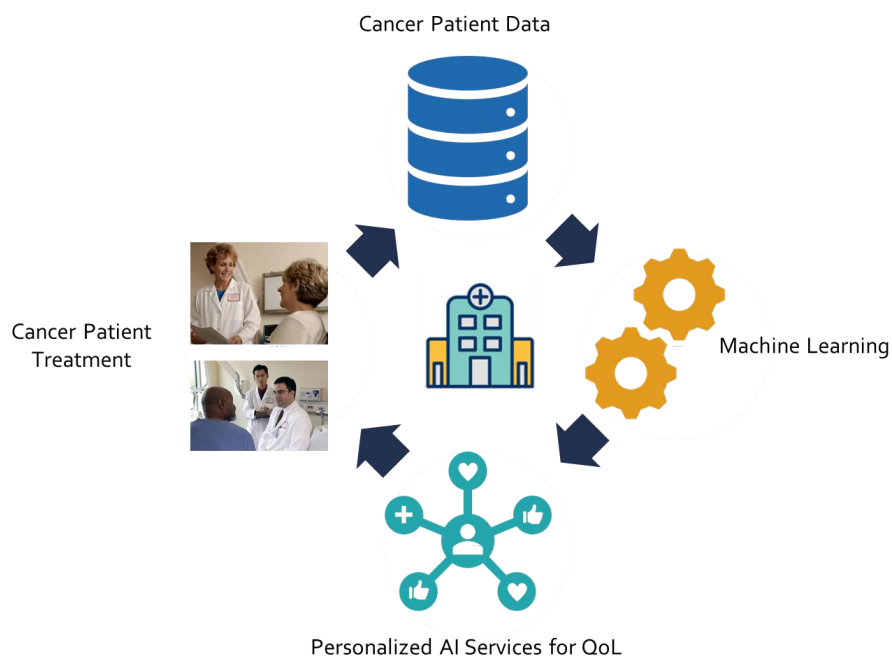 Cancer Patient Data
Cancer Patient
Treatment
Machine Learning
Personalized AI Services for QoL